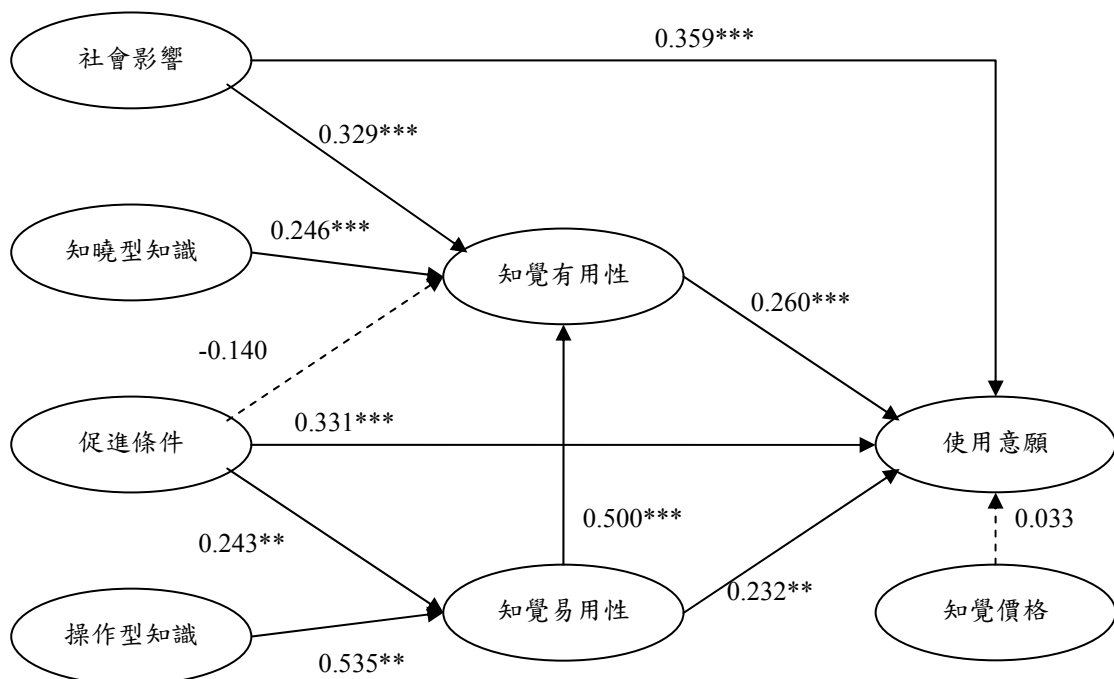 社會影響
0.359***
0.329***
知曉型知識
0.246***
知覺有用性
0.260***
-0.140
促進條件
0.331***
使用意願
0.243**
0.500***
0.033
知覺易用性
0.232**
知覺價格
操作型知識
0.535**